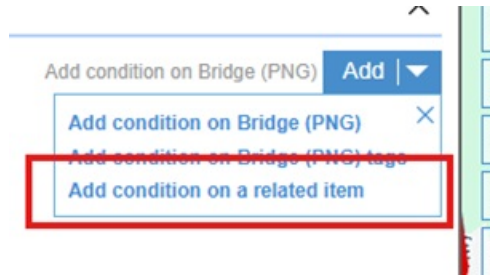 Add condition on Bridge (PNG) Add
Add condition on Bridge (PNG)
Add condition on Bridge (PNG) tags
Add condition on a related item